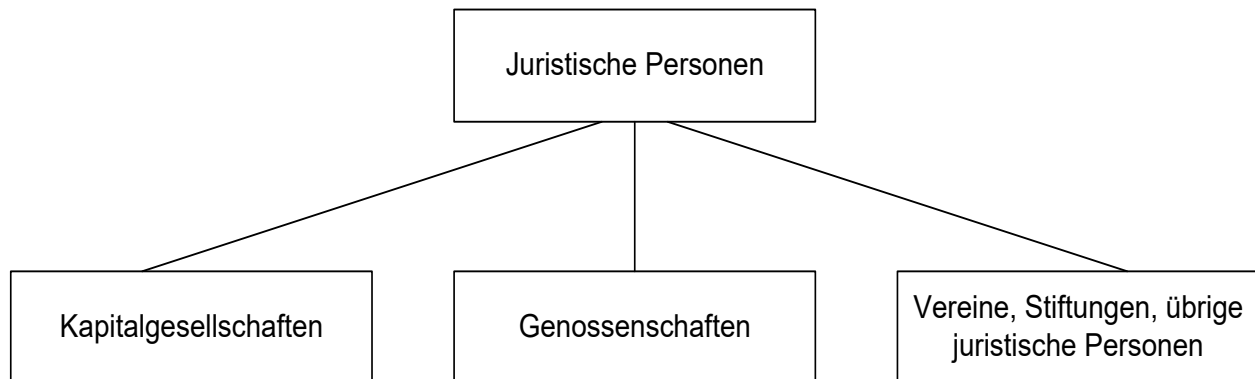 Juristische Personen
Kapitalgesellschaften
Genossenschaften
Vereine, Stiftungen, übrige
juristische Personen